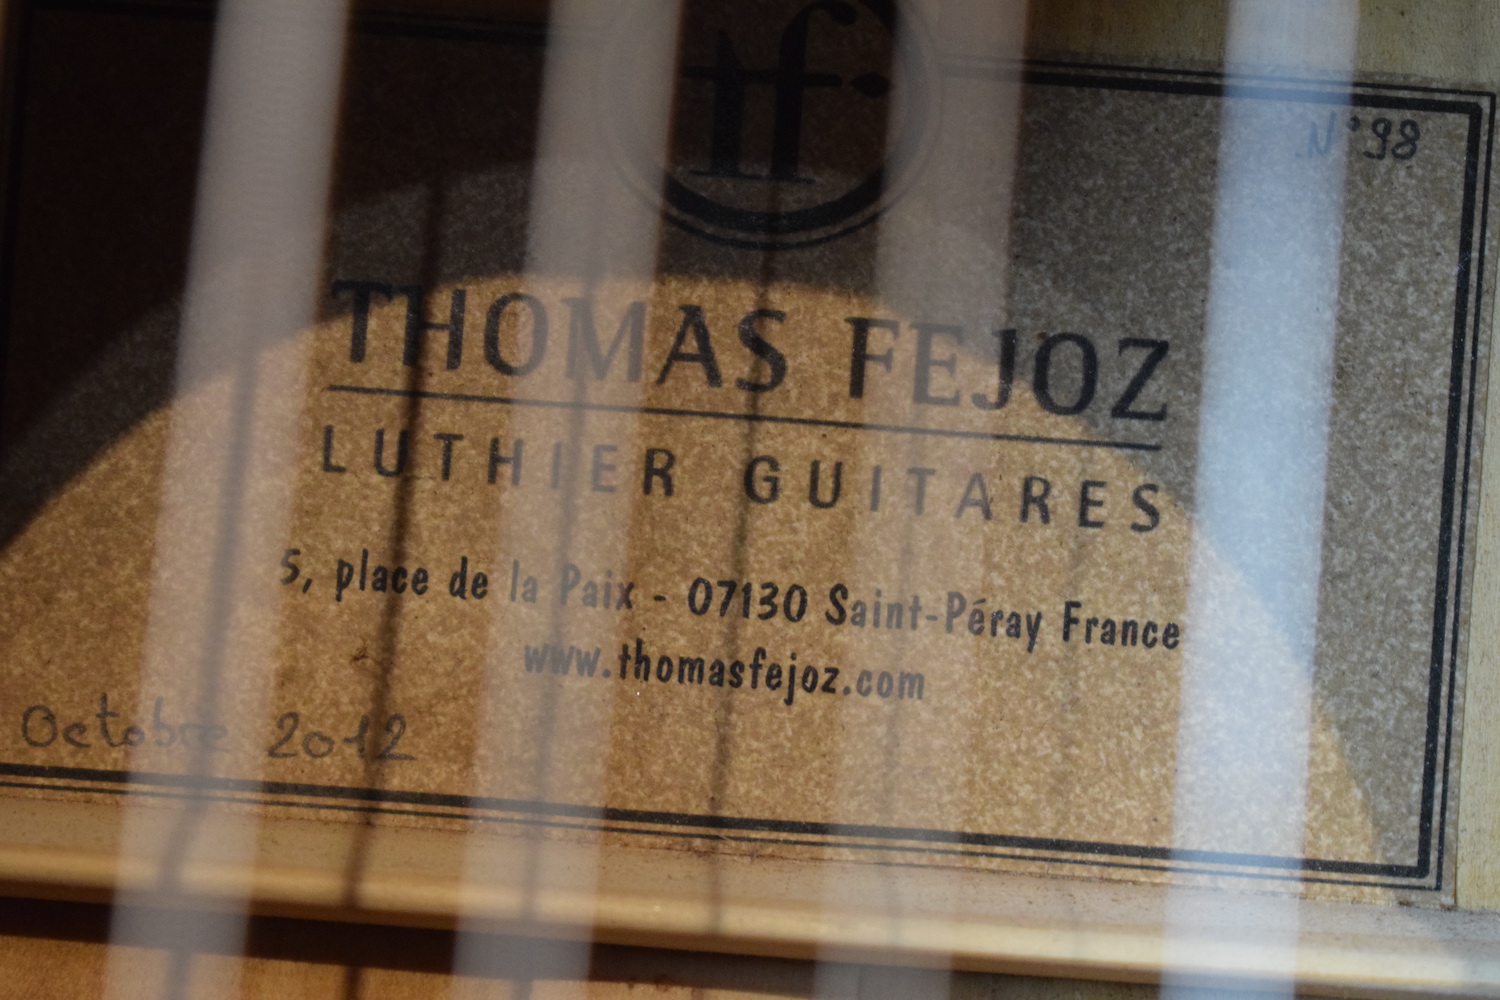 tf
N°98
THOMAS FEJOZ
LUTHIER GUITARES
5, place de la Paix - 07130 Saint-Péray France
www.thomasfejoz.com
Octobre 2012